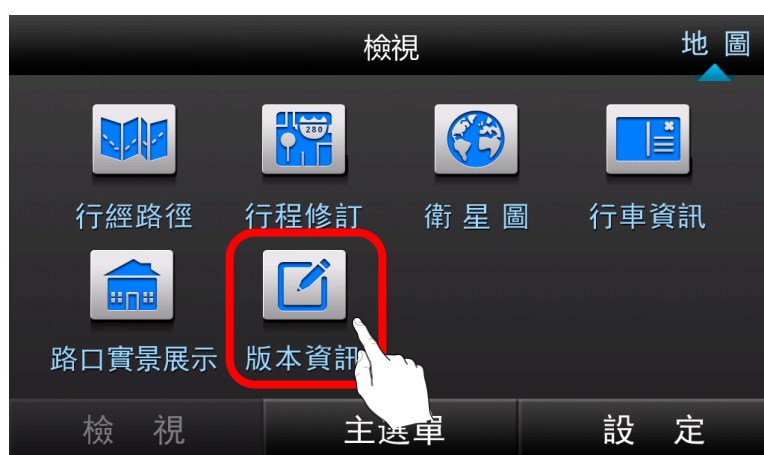 檢視
地 圖
280
行經路徑 行程修訂 衛星圖 行車資訊
路口實景展示 版本資訊
檢 視 主選單 設 定